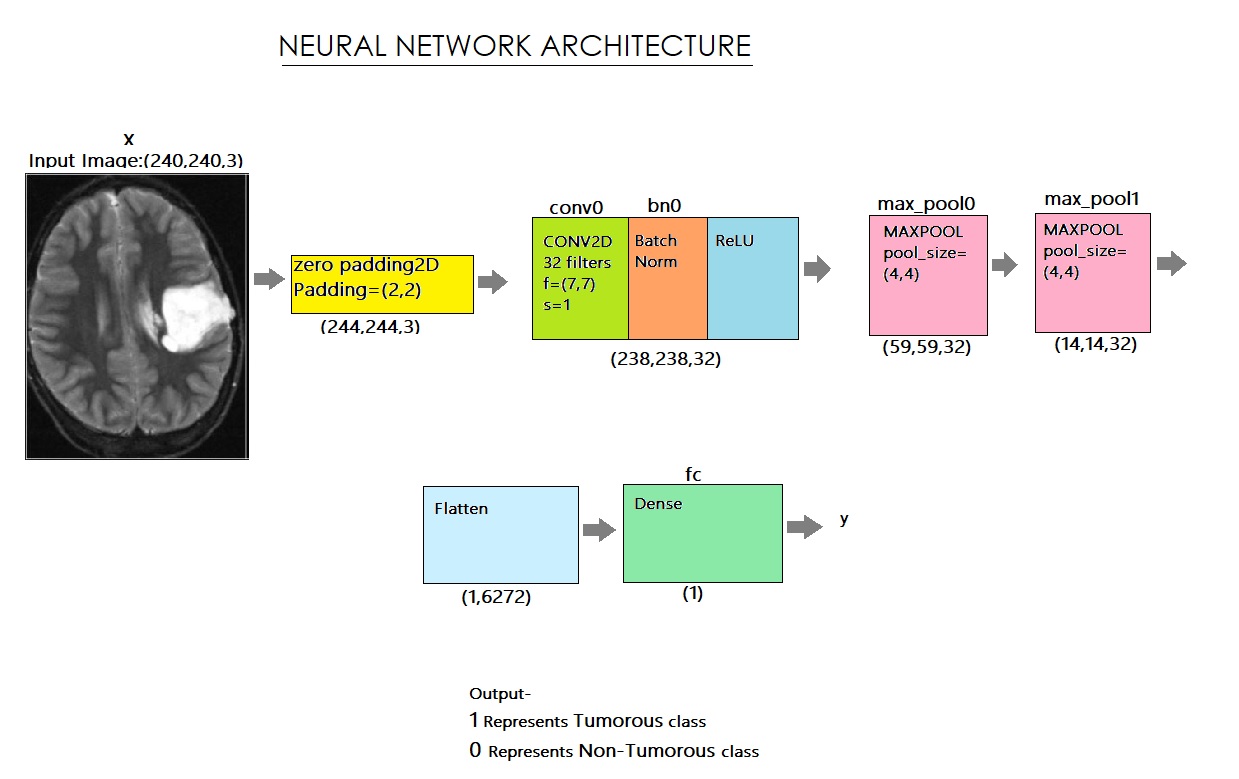 NEURAL NETWORK ARCHITECTURE
x
Input Image:(240,240,3)
zero padding2D
Padding=(2,2)
(244,244,3)
conv0
bn0
CONV2D
32 filters
f=(7,7)
s=1
Batch
Norm
ReLU
(238,238,32)
max_pool0
MAXPOOL
pool_size=
(4,4)
(59,59,32)
max_pool1
MAXPOOL
pool_size=
(4,4)
(14,14,32)
Flatten
(1,6272)
fc
Dense
(1)
y
Output-
1 Represents Tumorous class
0 Represents Non-Tumorous class